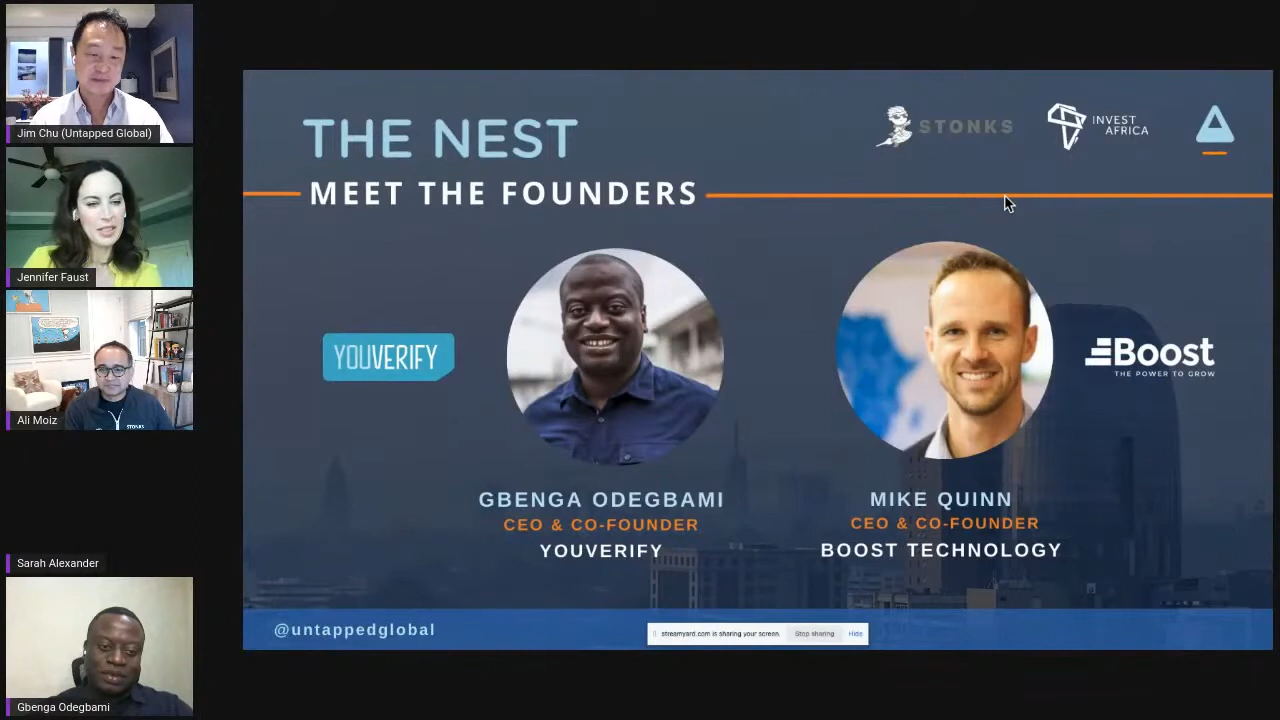 Jim Chu (Untapped Global)
Jennifer Faust
STONKS
Ali Moiz
Sarah Alexander
Gbenga Odegbami
THE NEST
MEET THE FOUNDERS
STONKS
INVEST
AFRICA
YOUVERIFY
Boost
THE POWER TO GROW
GBENGA ODEGBAMI
CEO & CO-FOUNDER
YOUVERIFY
MIKE QUINN
CEO & CO-FOUNDER
BOOST TECHNOLOGY
@untappedglobal
streamyard.com is sharing your screen.
Stop sharing
Hide